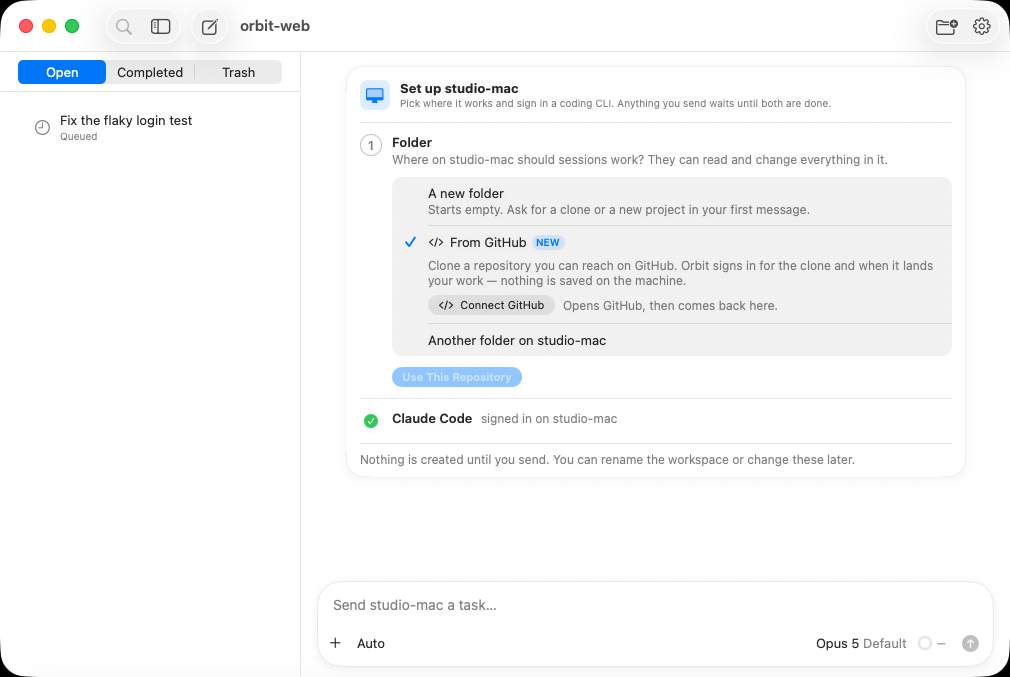 orbit-web
Open
Completed
Trash
Fix the flaky login test
Queued
Set up studio-mac
Pick where it works and sign in a coding CLI. Anything you send waits until both are done.
1
Folder
Where on studio-mac should sessions work? They can read and change everything in it.
A new folder
Starts empty. Ask for a clone or a new project in your first message.
</> From GitHub NEW
Clone a repository you can reach on GitHub. Orbit signs in for the clone and when it lands
your work — nothing is saved on the machine.
</> Connect GitHub Opens GitHub, then comes back here.
Another folder on studio-mac
Use This Repository
Claude Code signed in on studio-mac
Nothing is created until you send. You can rename the workspace or change these later.
Send studio-mac a task...
+ Auto
Opus 5 Default –